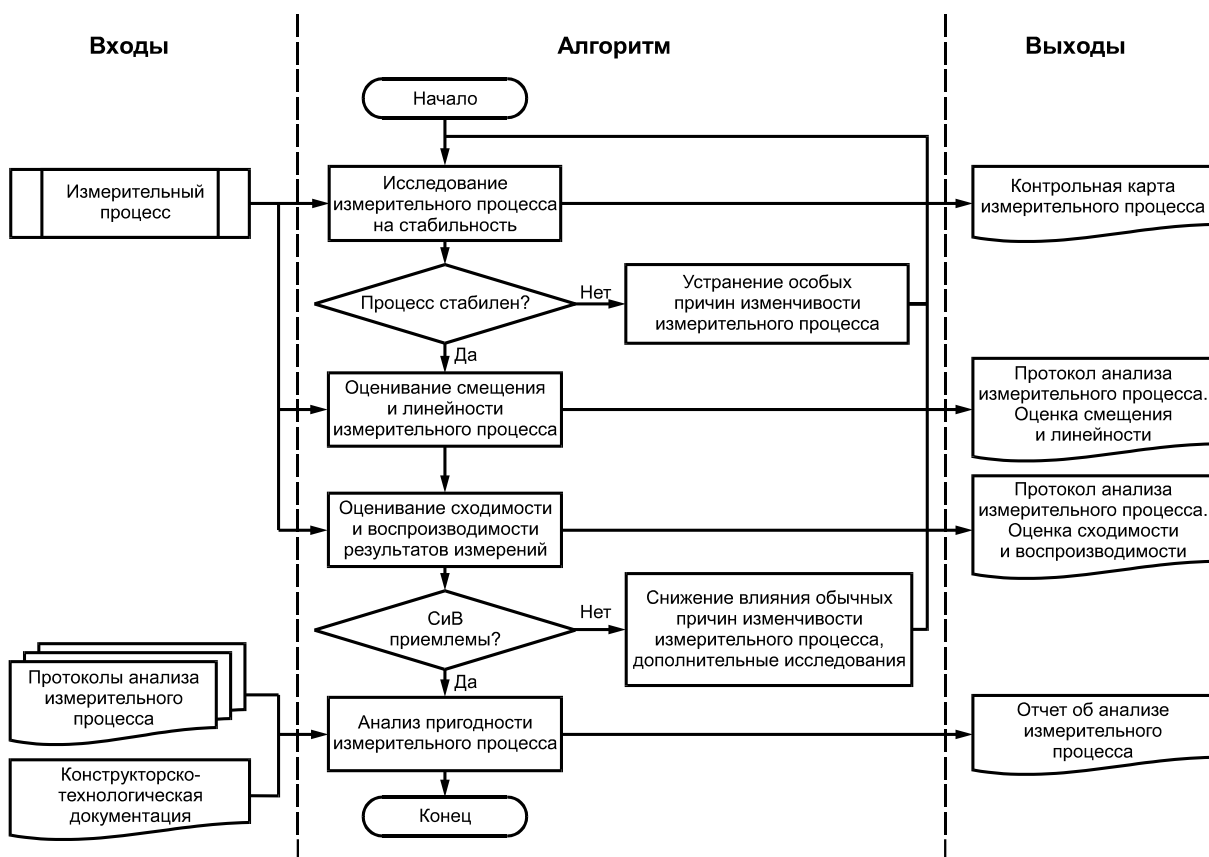 Входы
Алгоритм
Выходы
Начало
Измерительный
процесс
Исследование
измерительного процесса
на стабильность
Контрольная карта
измерительного процесса
Процесс стабилен?
Нет
Устранение особых
причин изменчивости
измерительного процесса
Да
Оценивание смещения
и линейности
измерительного процесса
Протокол анализа
измерительного процесса.
Оценка смещения
и линейности
Оценивание сходимости
и воспроизводимости
результатов измерений
Протокол анализа
измерительного процесса.
Оценка сходимости
и воспроизводимости
СиВ
приемлемы?
Нет
Снижение влияния обычных
причин изменчивости
измерительного процесса,
дополнительные исследования
Да
Протоколы анализа
измерительного
процесса
Анализ пригодности
измерительного процесса
Отчет об анализе
измерительного
процесса
Конструкторско-
технологическая
документация
Конец